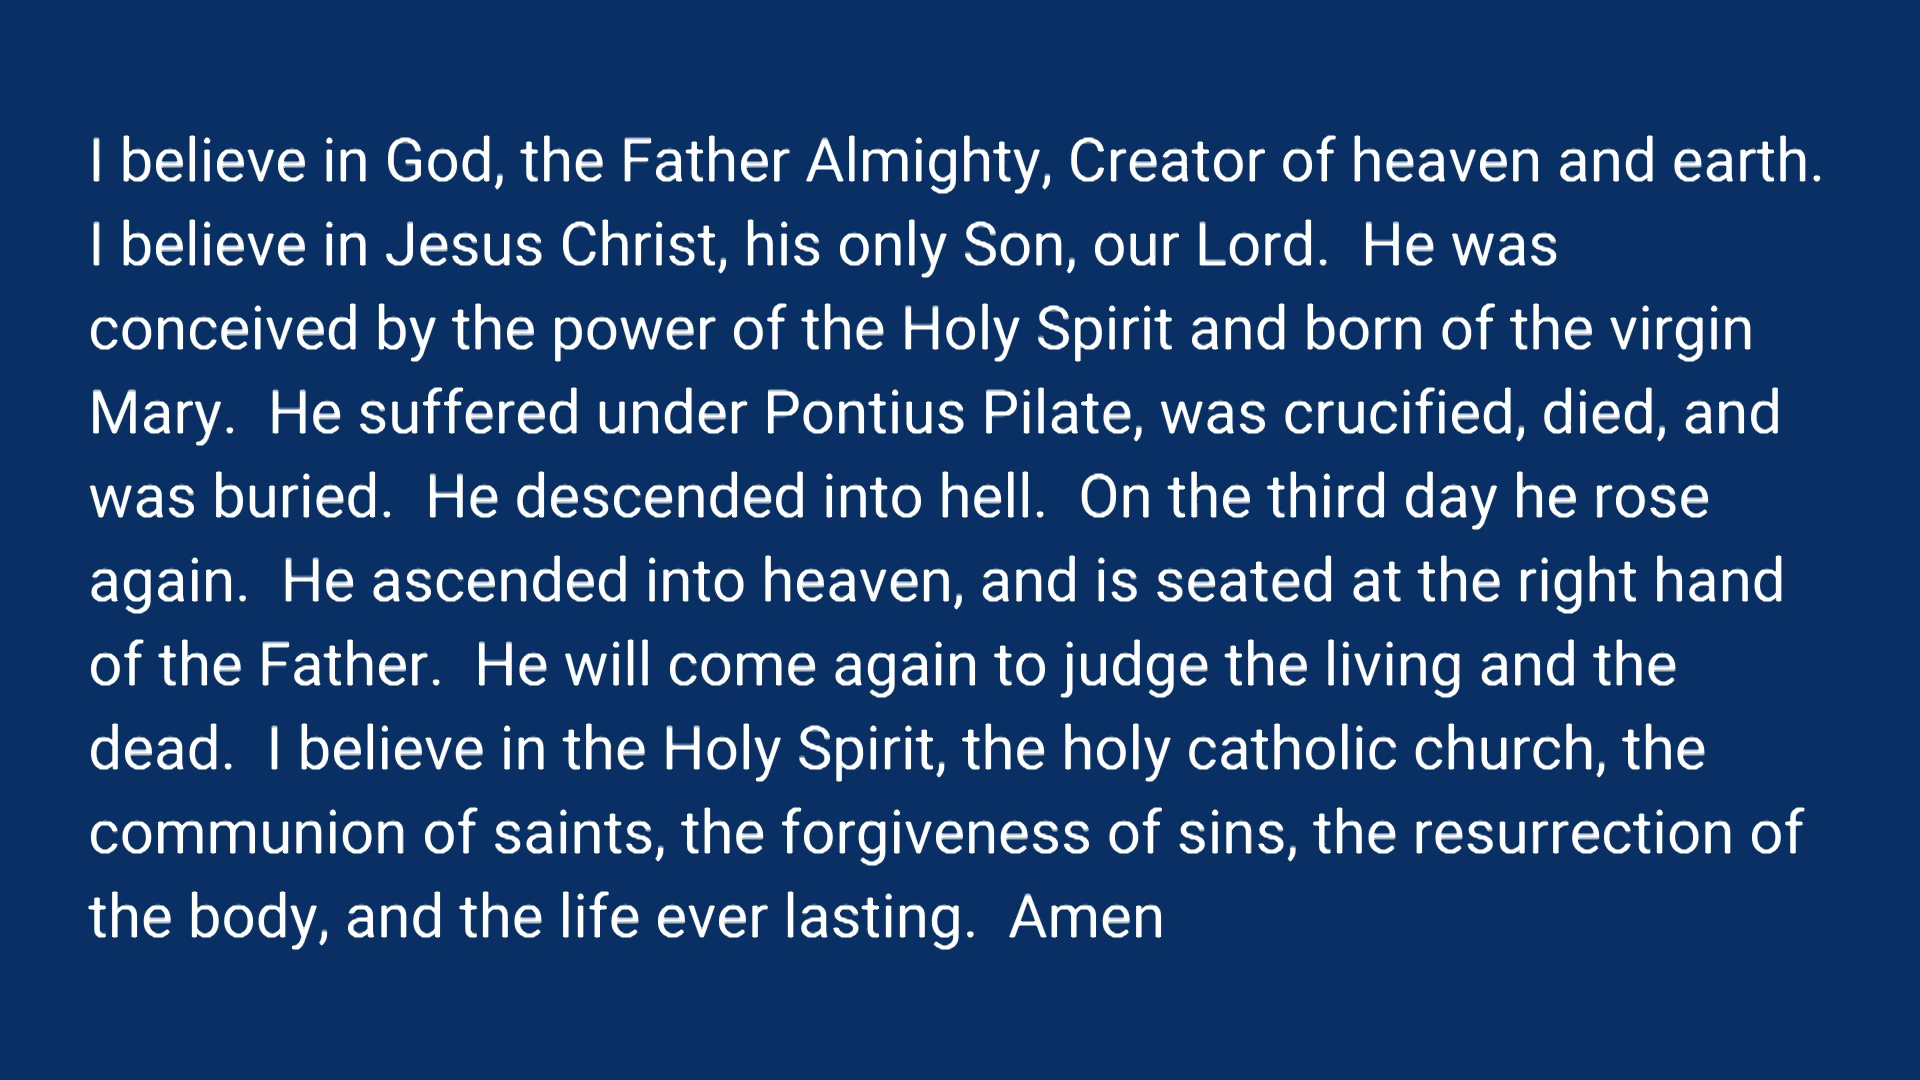 I believe in God, the Father Almighty, Creator of heaven and earth.
I believe in Jesus Christ, his only Son, our Lord.  He was
conceived by the power of the Holy Spirit and born of the virgin
Mary.  He suffered under Pontius Pilate, was crucified, died, and
was buried.  He descended into hell.  On the third day he rose
again.  He ascended into heaven, and is seated at the right hand
of the Father.  He will come again to judge the living and the
dead.  I believe in the Holy Spirit, the holy catholic church, the
communion of saints, the forgiveness of sins, the resurrection of
the body, and the life ever lasting.  Amen